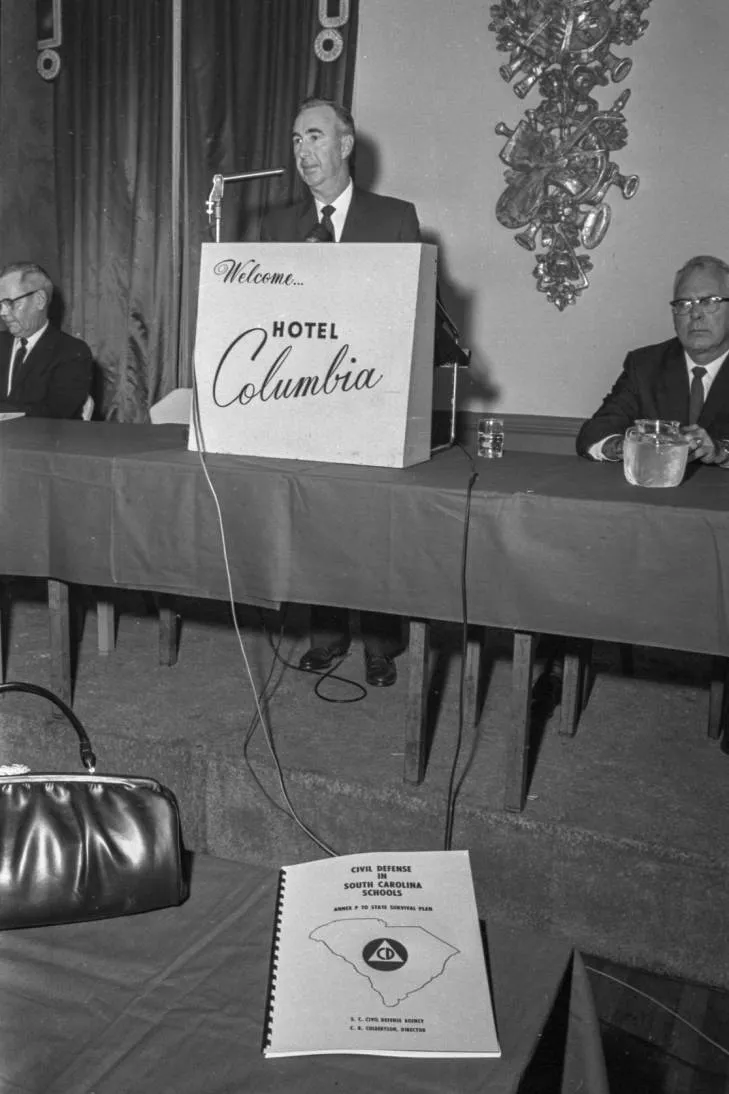 Welcome...
HOTEL
Columbia
CIVIL DEFENSE
IN
SOUTH CAROLINA
SCHOOLS
ANNEX P TO STATE SURVIVAL PLAN
CD
S. C. CIVIL DEFENSE AGENCY
C. R. CULBERTSON, DIRECTOR